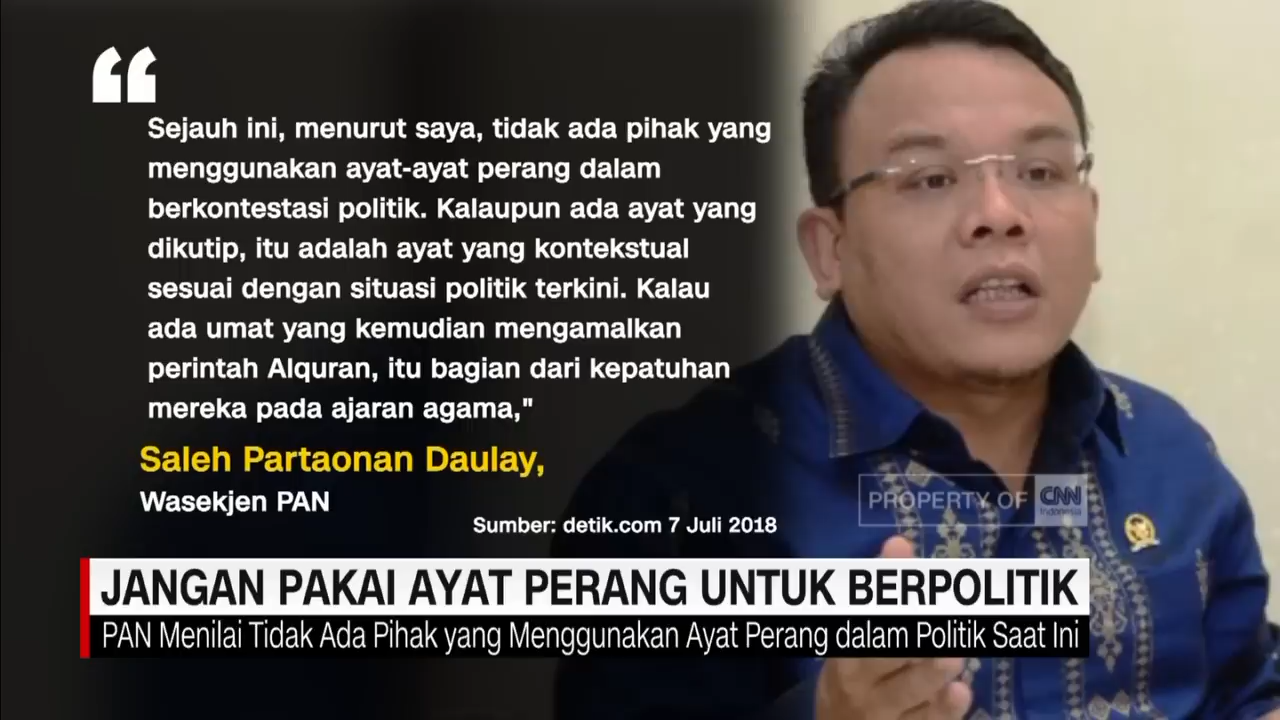 “
Sejauh ini, menurut saya, tidak ada pihak yang
menggunakan ayat-ayat perang dalam
berkontestasi politik. Kalaupun ada ayat yang
dikutip, itu adalah ayat yang kontekstual
sesuai dengan situasi politik terkini. Kalau
ada umat yang kemudian mengamalkan
perintah Alquran, itu bagian dari kepatuhan
mereka pada ajaran agama,"
Saleh Partaonan Daulay,
Wasekjen PAN
Sumber: detik.com 7 Juli 2018
PROPERTY OF CNN
Indonesia
JANGAN PAKAI AYAT PERANG UNTUK BERPOLITIK
PAN Menilai Tidak Ada Pihak yang Menggunakan Ayat Perang dalam Politik Saat Ini